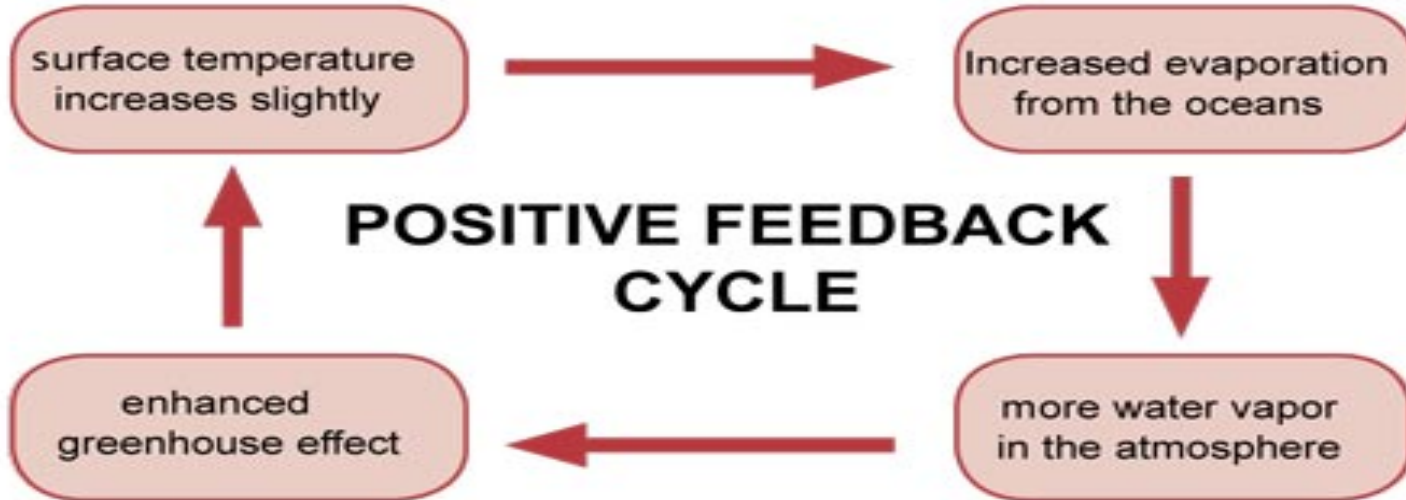 surface temperature
increases slightly
Increased evaporation
from the oceans
POSITIVE FEEDBACK
CYCLE
enhanced
greenhouse effect
more water vapor
in the atmosphere